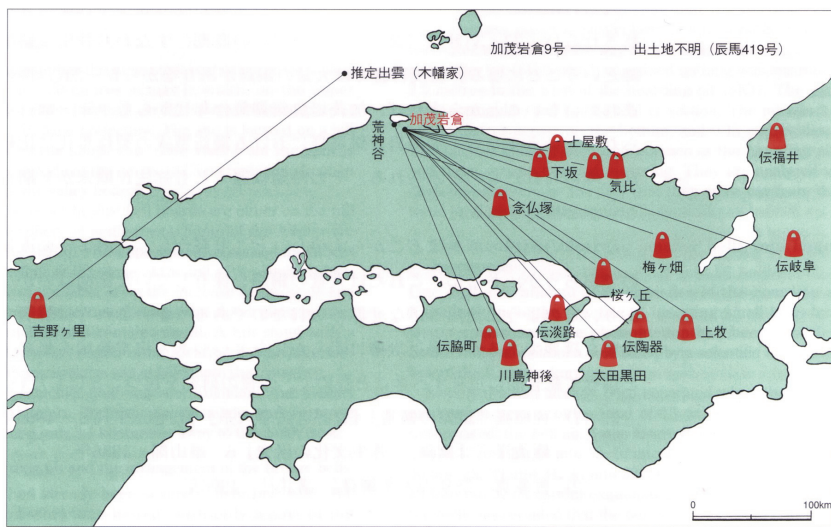 加茂岩倉9号 ―― 出土地不明（辰馬419号）
推定出雲（木幡家）
荒神谷
加茂岩倉
上屋敷
下坂
気比
伝福井
念仏塚
梅ヶ畑
伝岐阜
桜ヶ丘
吉野ヶ里
伝脇町
川島神後
伝淡路
伝陶器
太田黒田
上牧
0 100km